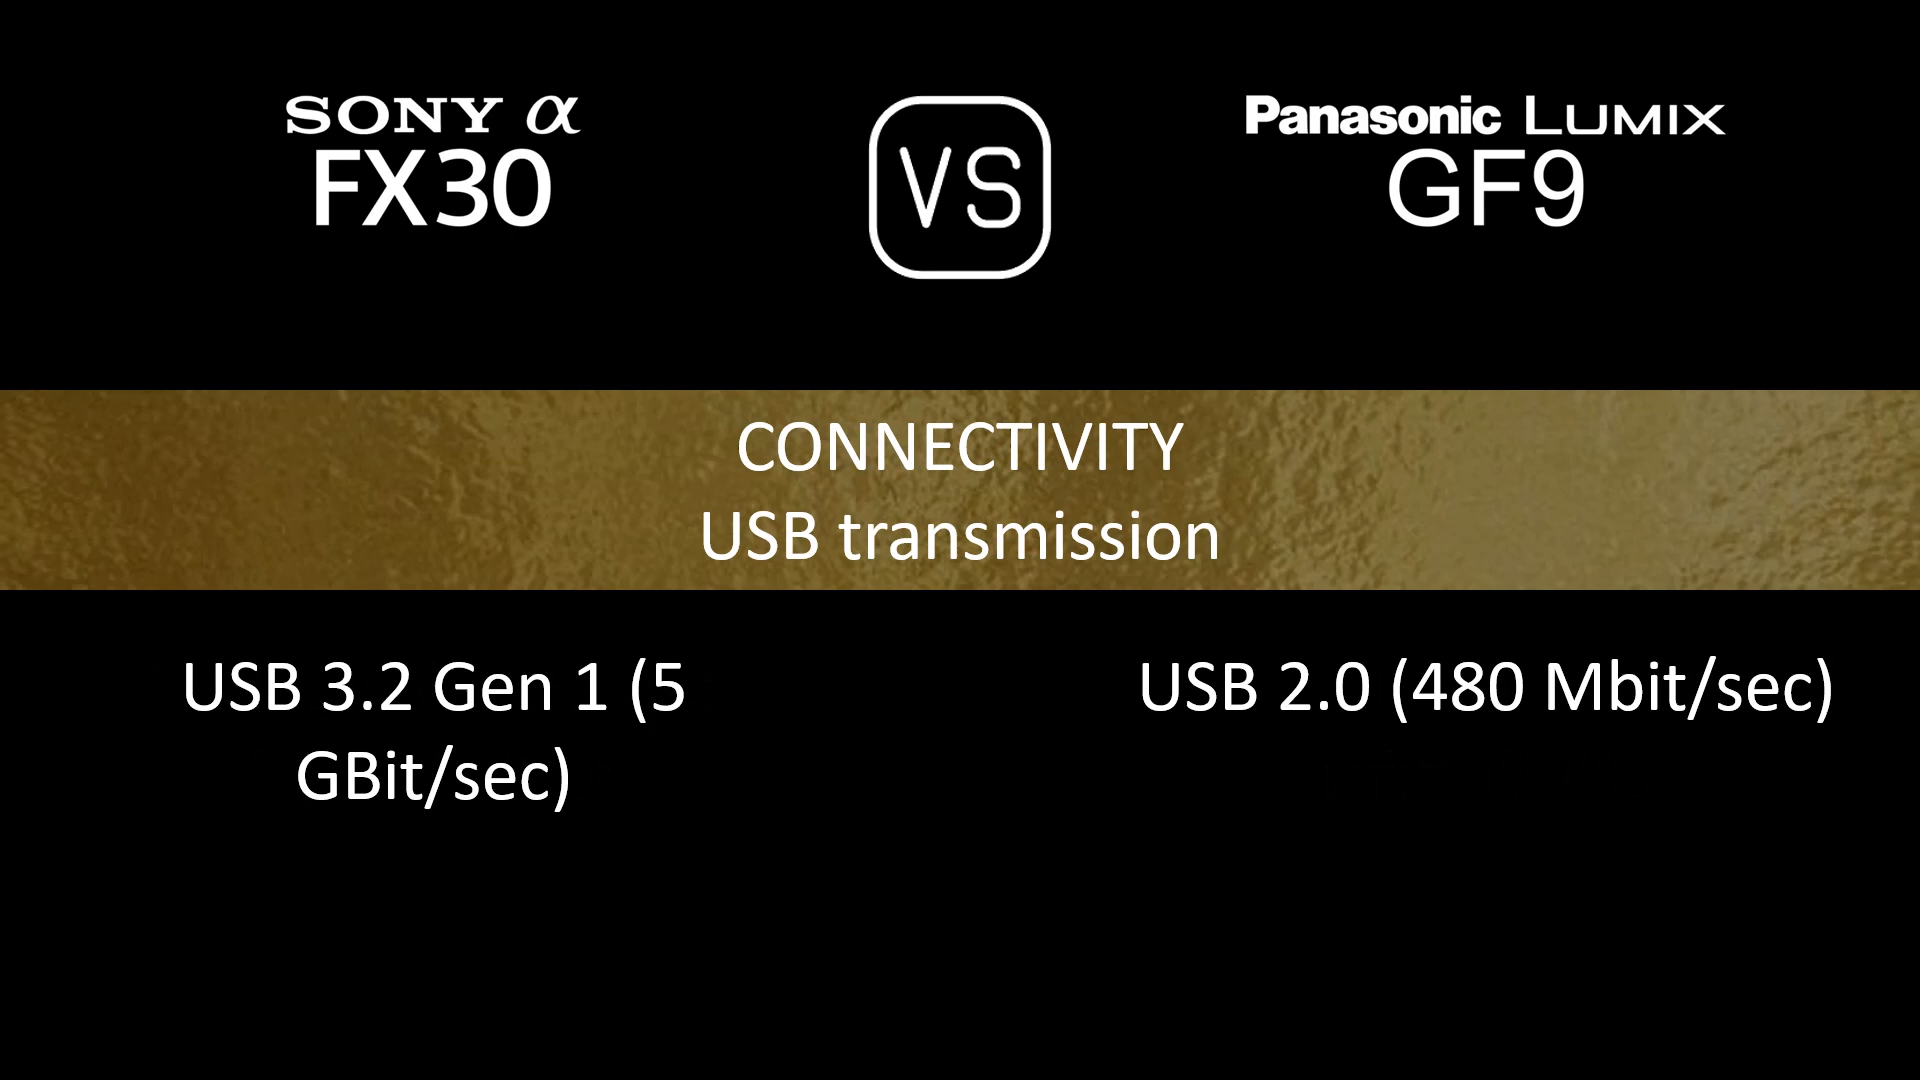 SONY α
FX30
VS
Panasonic LUMIX
GF9
CONNECTIVITY
USB transmission
USB 3.2 Gen 1 (5
GBit/sec)
USB 2.0 (480 Mbit/sec)